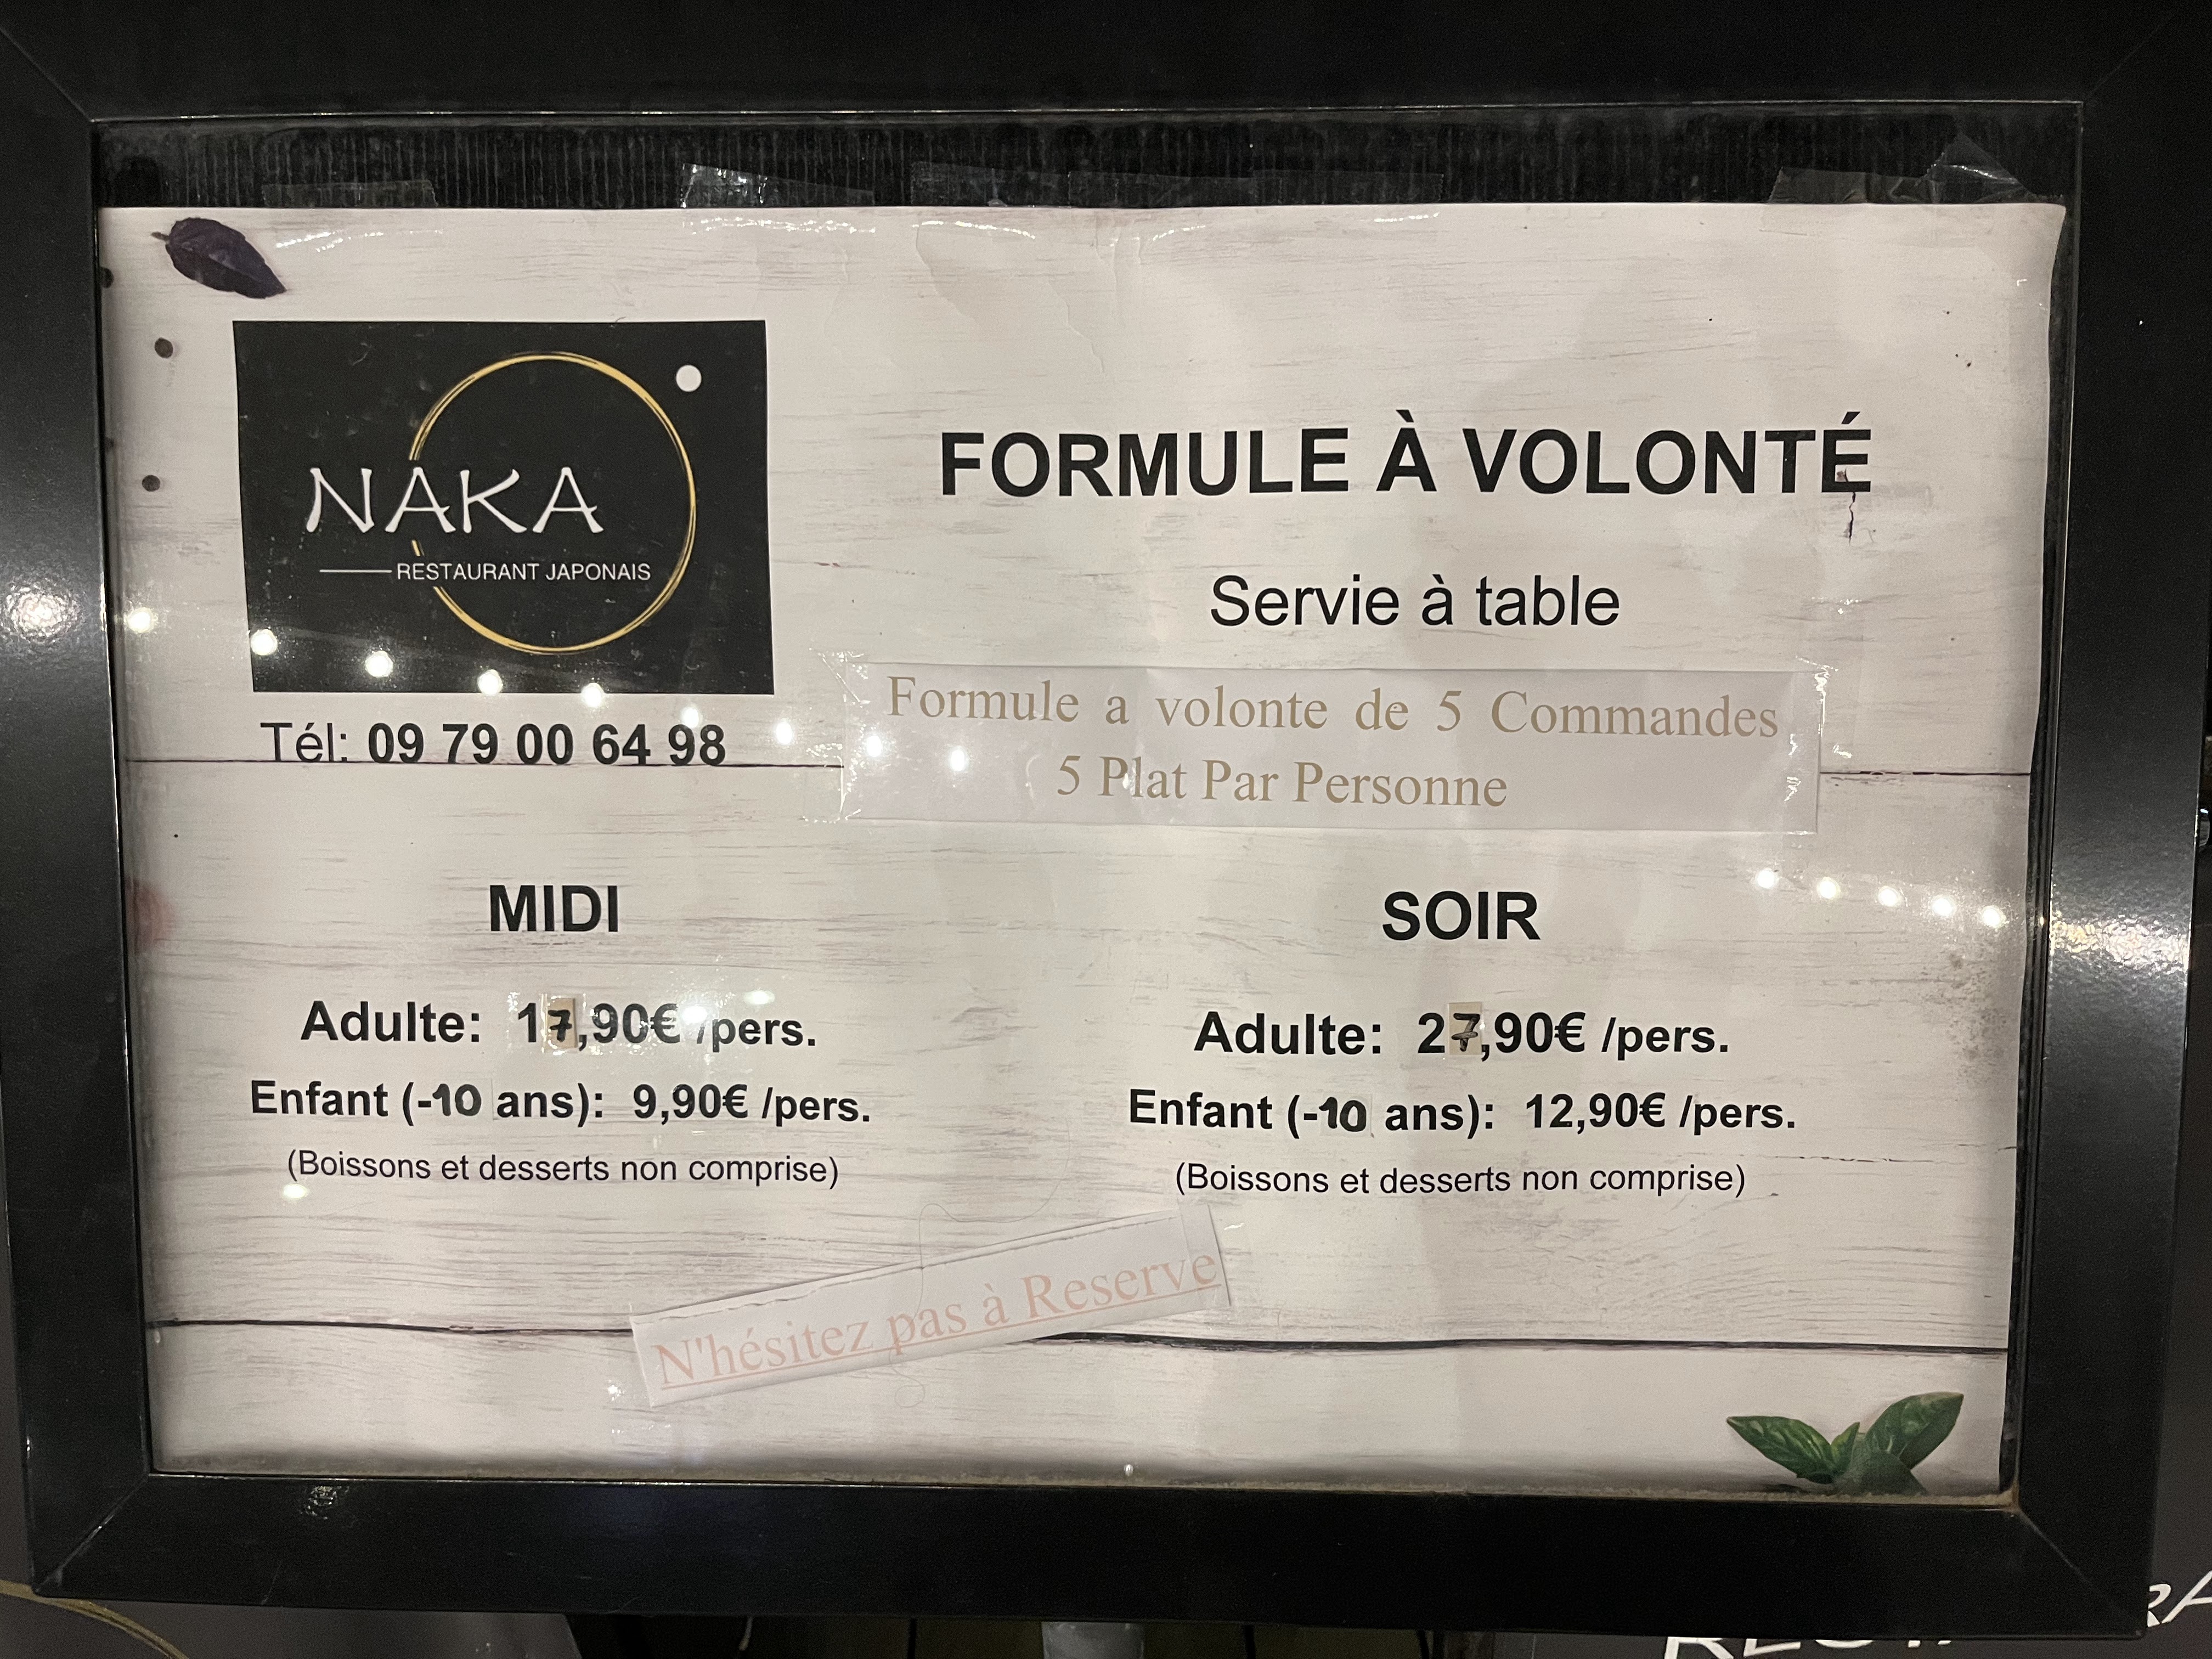 NAKA
RESTAURANT JAPONAIS
Tél: 09 79 00 64 98
FORMULE À VOLONTÉ
Servie à table
Formule a volonte de 5 Commandes
5 Plat Par Personne
MIDI
Adulte: 17,90€ /pers.
Enfant (-10 ans): 9,90€ /pers.
(Boissons et desserts non comprise)
SOIR
Adulte: 27,90€ /pers.
Enfant (-10 ans): 12,90€ /pers.
(Boissons et desserts non comprise)
N'hésitez pas à Reserve